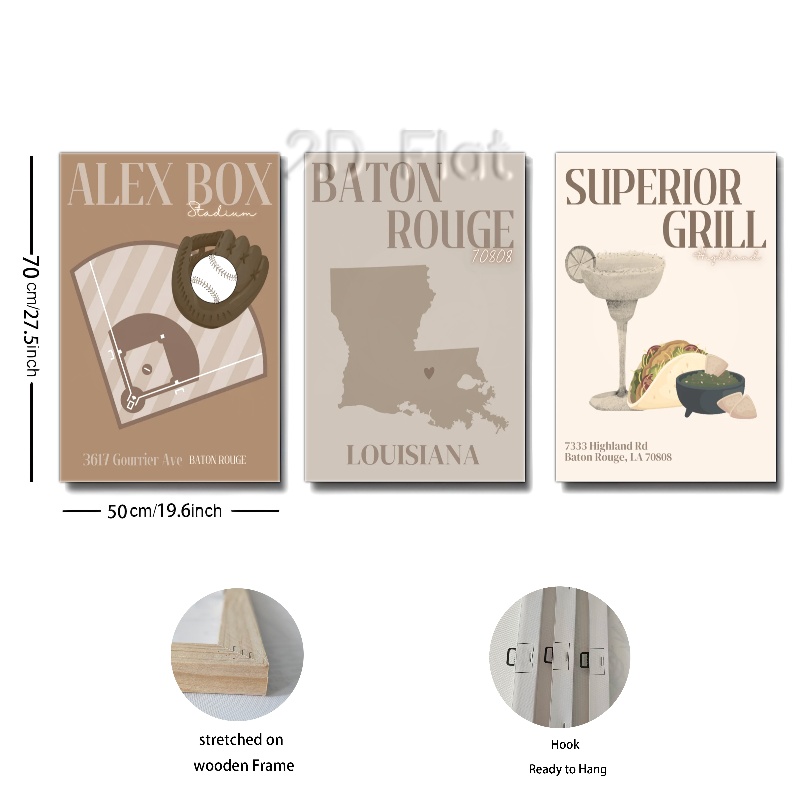 2D Flat
ALEX BOX
Stadium
3617 Gourrier Ave BATON ROUGE
BATON
ROUGE
70808
LOUISIANA
SUPERIOR
GRILL
Highland
7333 Highland Rd
Baton Rouge, LA 70808
70 cm/27.5inch
50 cm/19.6inch
stretched on
wooden Frame
Hook
Ready to Hang